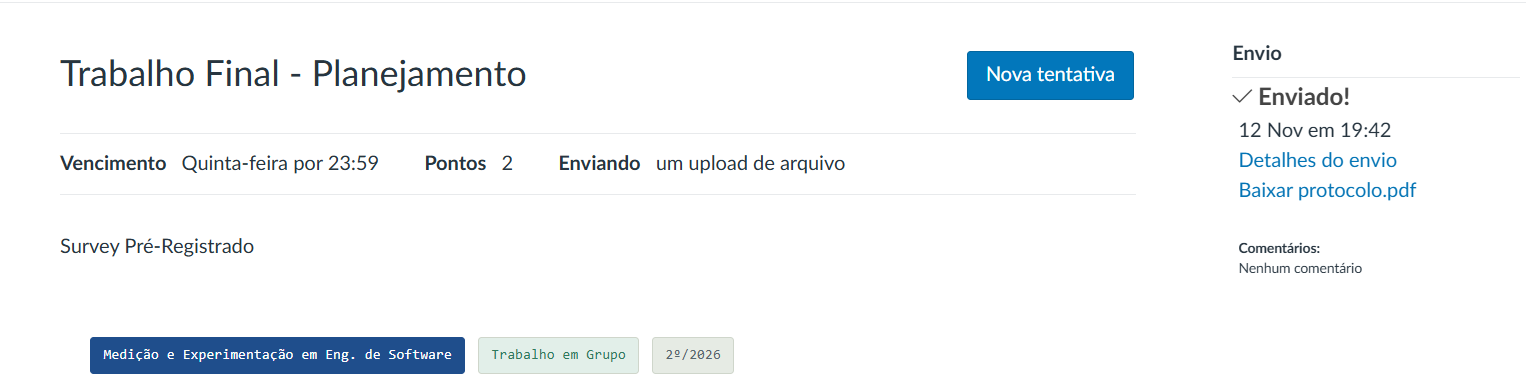 Trabalho Final - Planejamento
Nova tentativa
Vencimento Quinta-feira por 23:59 Pontos 2 Enviando um upload de arquivo
Survey Pré-Registrado
Medição e Experimentação em Eng. de Software Trabalho em Grupo 2º/2026
Envio
Enviado!
12 Nov em 19:42
Detalhes do envio
Baixar protocolo.pdf
Comentários:
Nenhum comentário